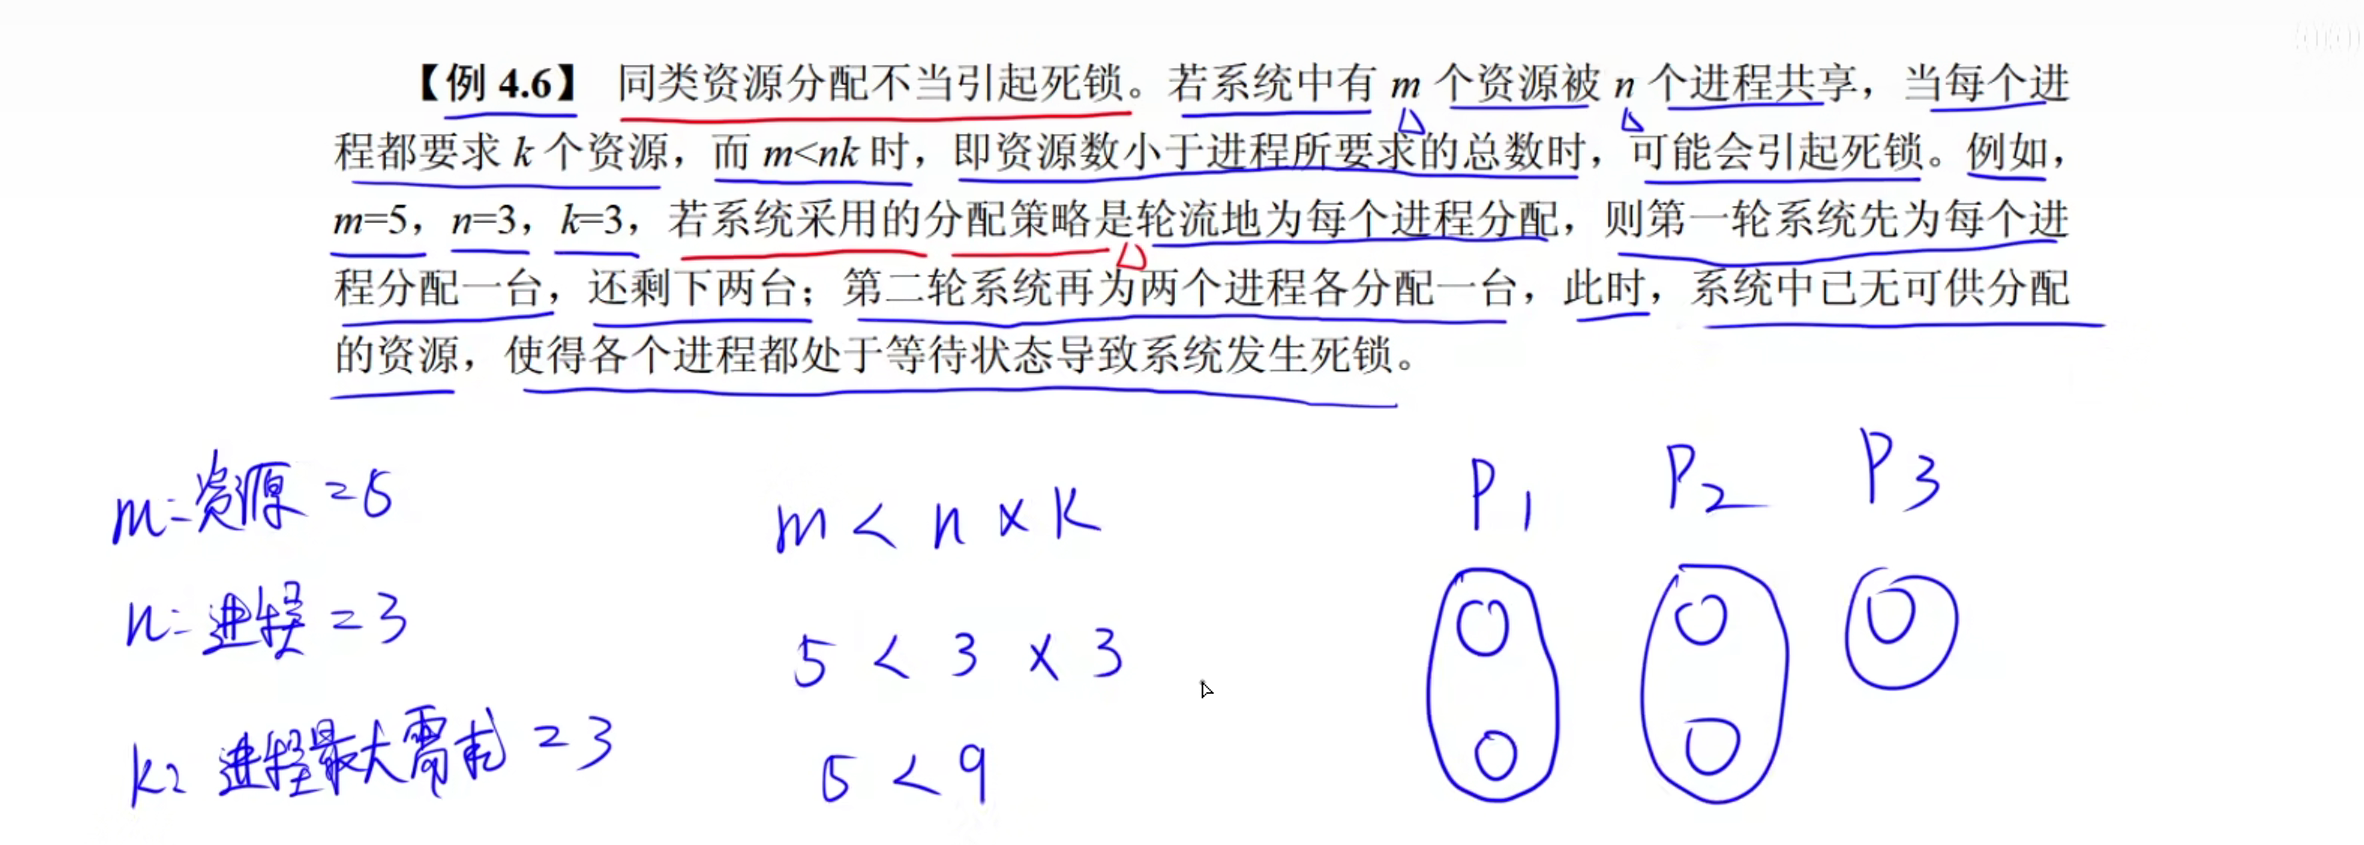 【例 4.6】 同类资源分配不当引起死锁。若系统中有 m 个资源被 n 个进程共享，当每个进
程都要求 k 个资源，而 m<nk 时，即资源数小于进程所要求的总数时，可能会引起死锁。例如，
m=5，n=3，k=3，若系统采用的分配策略是轮流地为每个进程分配，则第一轮系统先为每个进
程分配一台，还剩下两台；第二轮系统再为两个进程各分配一台，此时，系统中已无可供分配
的资源，使得各个进程都处于等待状态导致系统发生死锁。
m=资源=5
n=进程=3
k=进程最大需求=3
m < n × k
5 < 3 × 3
5 < 9
P1 P2 P3